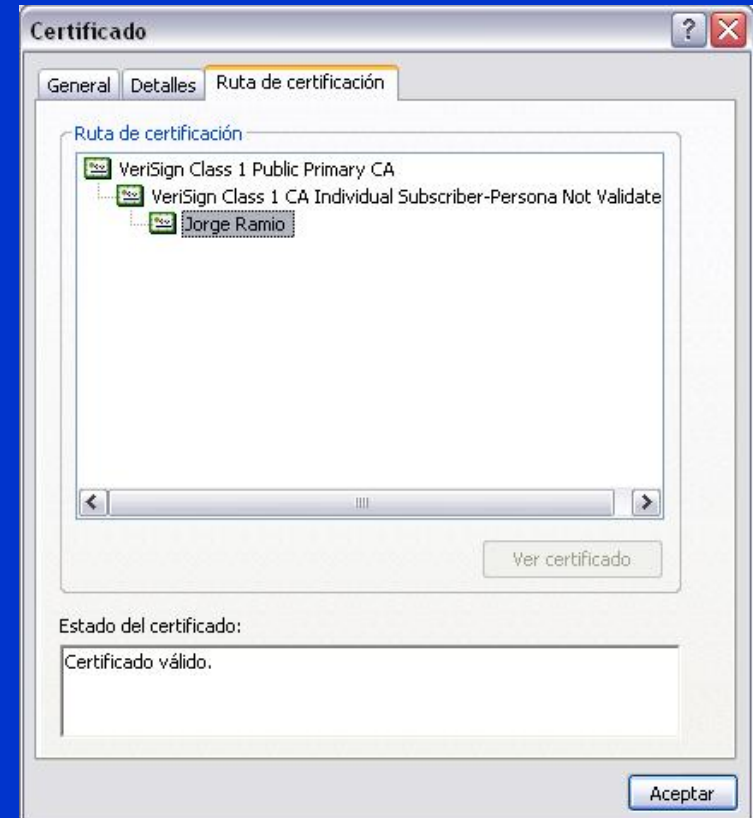 Certificado
General Detalles Ruta de certificación
Ruta de certificación
VeriSign Class 1 Public Primary CA
VeriSign Class 1 CA Individual Subscriber-Persona Not Validate
Jorge Ramio
Ver certificado
Estado del certificado:
Certificado válido.
Aceptar